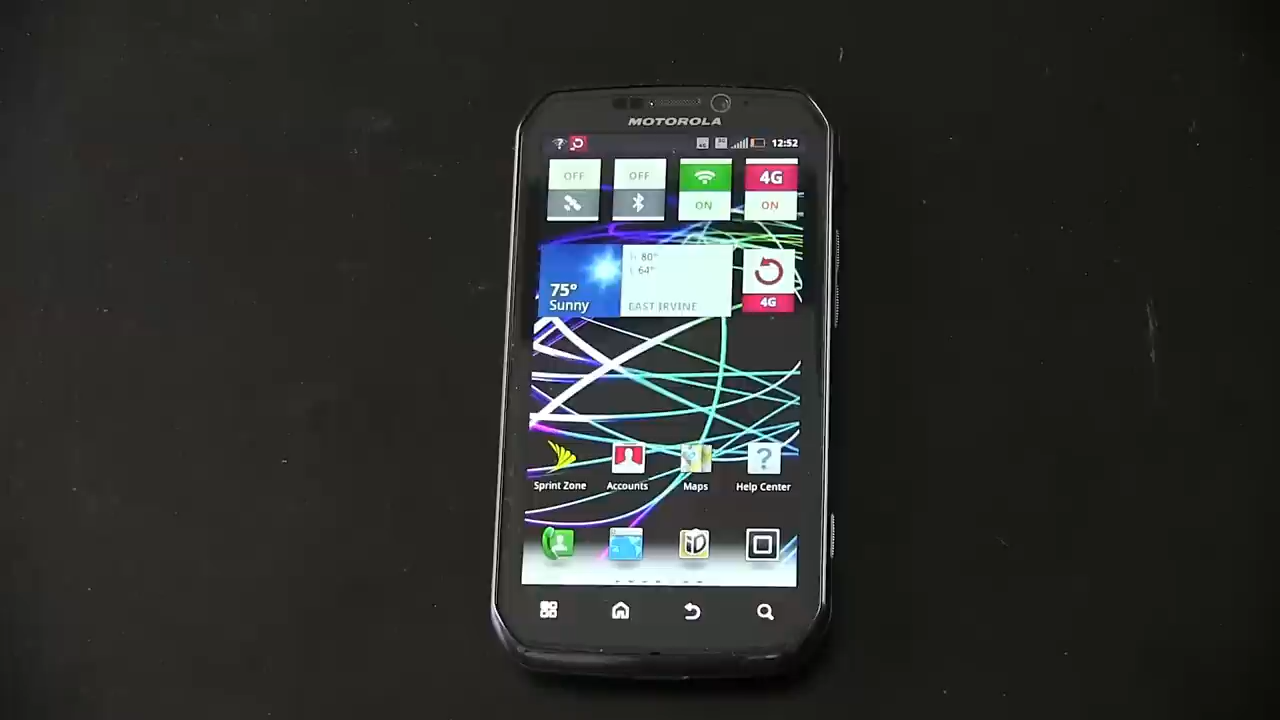 MOTOROLA
12:52
OFF OFF 4G
ON ON
H 80°
L 64°
75°
Sunny
EAST IRVINE
4G
Sprint Zone Accounts Maps Help Center
iD